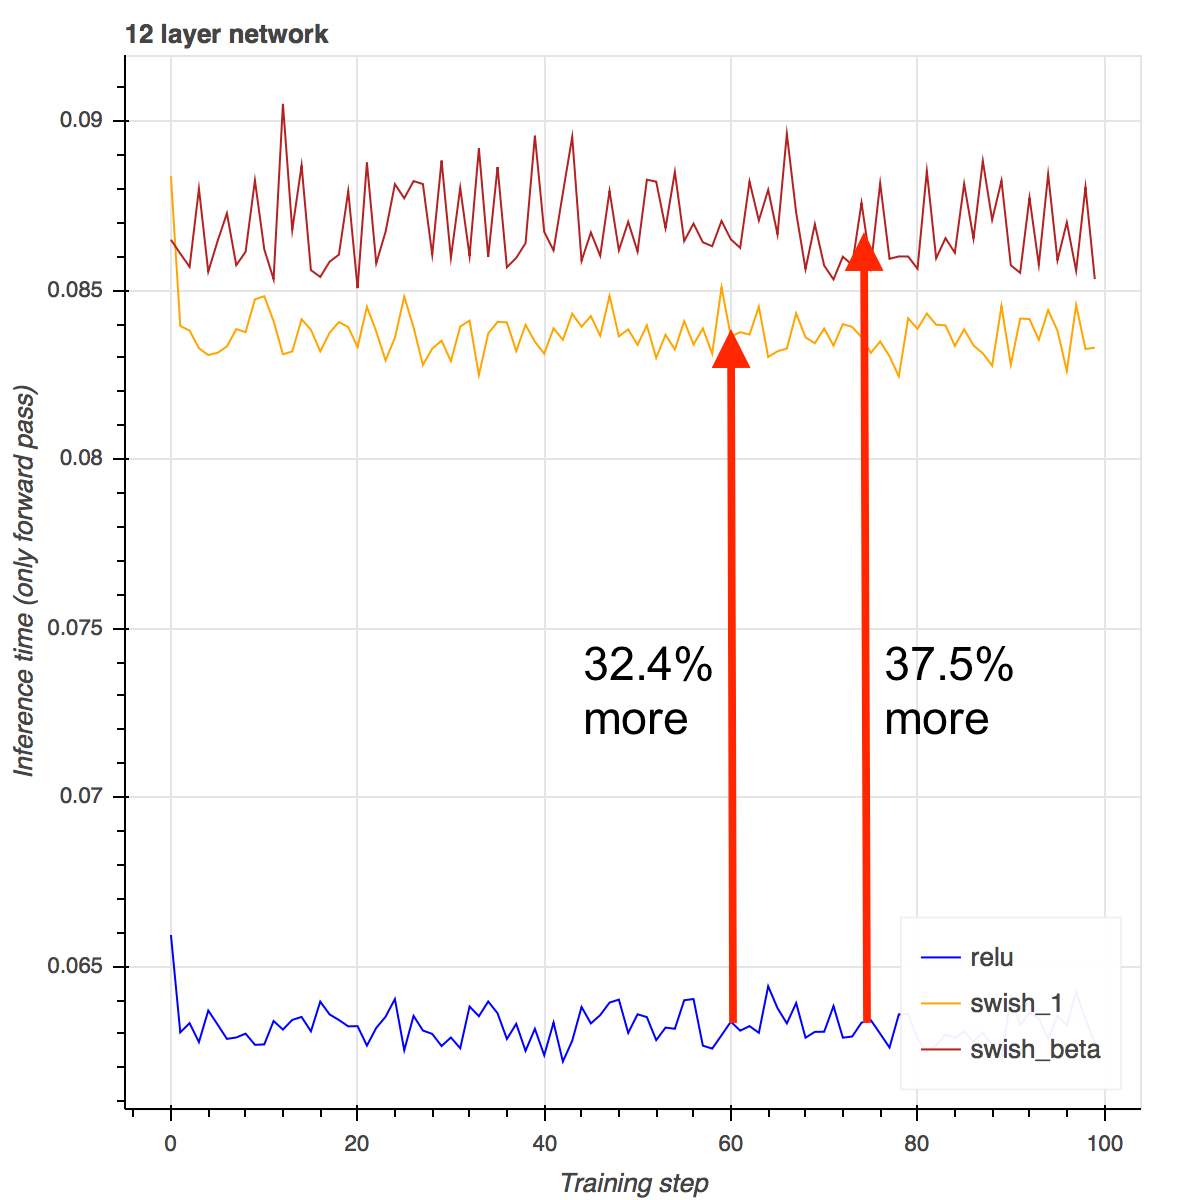 12 layer network
0.09
0.085
0.08
0.075
0.07
0.065
Inference time (only forward pass)
32.4%
more
37.5%
more
relu
swish_1
swish_beta
0
20
40
60
80
100
Training step